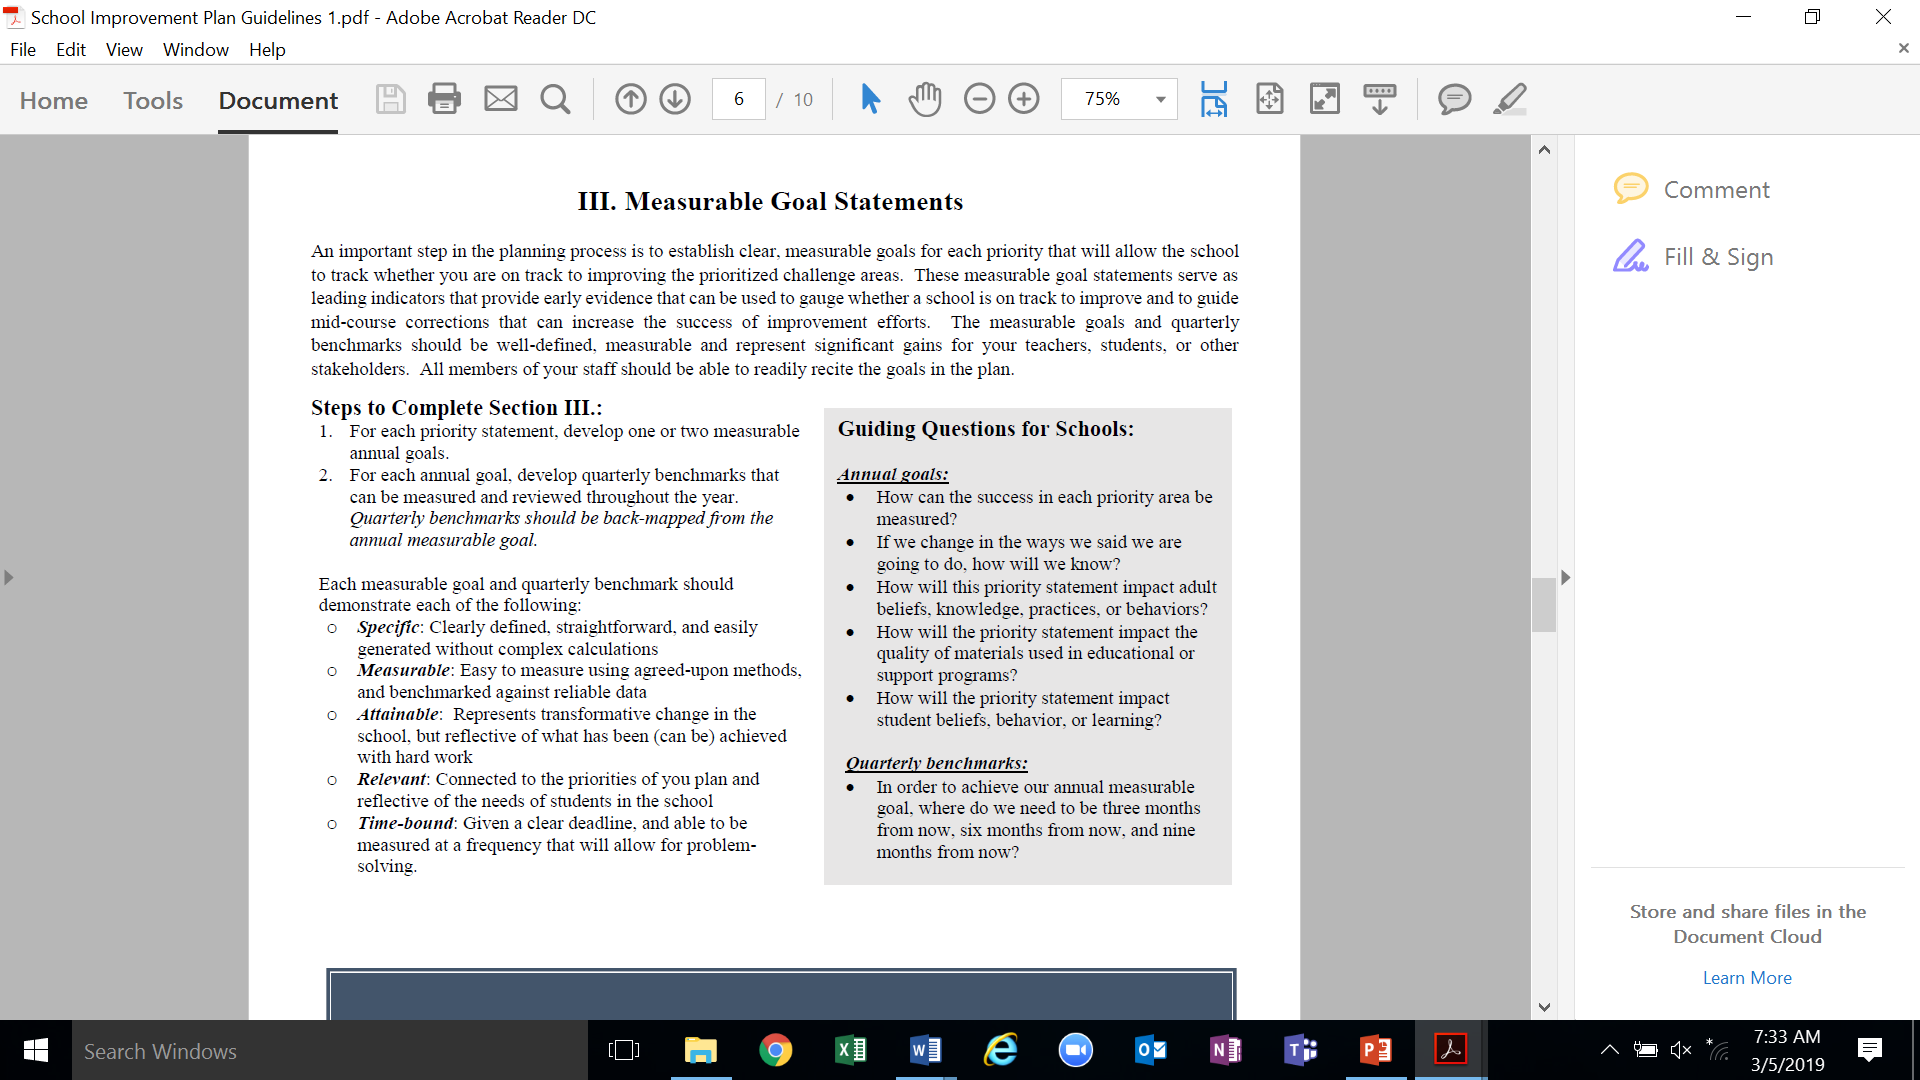 School Improvement Plan Guidelines 1.pdf - Adobe Acrobat Reader DC
File Edit View Window Help
Home Tools Document 6 / 10 75%
III. Measurable Goal Statements
An important step in the planning process is to establish clear, measurable goals for each priority that will allow the school
to track whether you are on track to improving the prioritized challenge areas. These measurable goal statements serve as
leading indicators that provide early evidence that can be used to gauge whether a school is on track to improve and to guide
mid-course corrections that can increase the success of improvement efforts. The measurable goals and quarterly
benchmarks should be well-defined, measurable and represent significant gains for your teachers, students, or other
stakeholders. All members of your staff should be able to readily recite the goals in the plan.
Steps to Complete Section III.:
1. For each priority statement, develop one or two measurable
annual goals.
2. For each annual goal, develop quarterly benchmarks that
can be measured and reviewed throughout the year.
Quarterly benchmarks should be back-mapped from the
annual measurable goal.
Each measurable goal and quarterly benchmark should
demonstrate each of the following:
o Specific: Clearly defined, straightforward, and easily
generated without complex calculations
o Measurable: Easy to measure using agreed-upon methods,
and benchmarked against reliable data
o Attainable: Represents transformative change in the
school, but reflective of what has been (can be) achieved
with hard work
o Relevant: Connected to the priorities of you plan and
reflective of the needs of students in the school
o Time-bound: Given a clear deadline, and able to be
measured at a frequency that will allow for problem-
solving.
Guiding Questions for Schools:
Annual goals:
• How can the success in each priority area be
measured?
• If we change in the ways we said we are
going to do, how will we know?
• How will this priority statement impact adult
beliefs, knowledge, practices, or behaviors?
• How will the priority statement impact the
quality of materials used in educational or
support programs?
• How will the priority statement impact
student beliefs, behavior, or learning?
Quarterly benchmarks:
• In order to achieve our annual measurable
goal, where do we need to be three months
from now, six months from now, and nine
months from now?
Comment
Fill & Sign
Store and share files in the
Document Cloud
Learn More
Search Windows
7:33 AM
3/5/2019